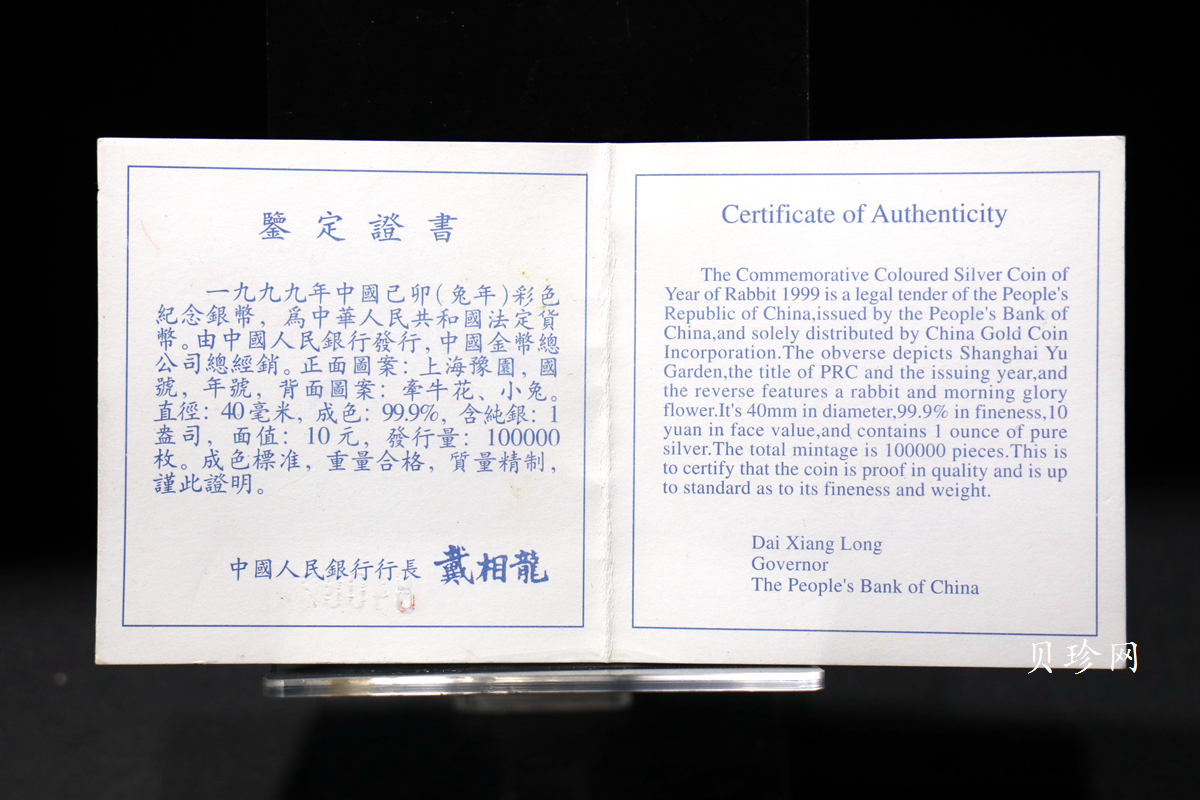 鑒定證書
一九九九年中國己卯(兔年)彩色
紀念銀幣，爲中華人民共和國法定貨
幣。由中國人民銀行發行，中國金幣總
公司總經銷。正面圖案：上海豫園，國
號，年號，背面圖案：牽牛花、小兔。
直徑：40毫米，成色：99.9%，含純銀：1
盎司，面值：10元，發行量：100000
枚。成色標准，重量合格，質量精制，
謹此證明。
中國人民銀行行長 戴相龍
Certificate of Authenticity
The Commemorative Coloured Silver Coin of
Year of Rabbit 1999 is a legal tender of the People's
Republic of China,issued by the People's Bank of
China,and solely distributed by China Gold Coin
Incorporation.The obverse depicts Shanghai Yu
Garden,the title of PRC and the issuing year,and
the reverse features a rabbit and morning glory
flower.It's 40mm in diameter,99.9% in fineness,10
yuan in face value,and contains 1 ounce of pure
silver.The total mintage is 100000 pieces.This is
to certify that the coin is proof in quality and is up
to standard as to its fineness and weight.
Dai Xiang Long
Governor
The People's Bank of China
贝珍网